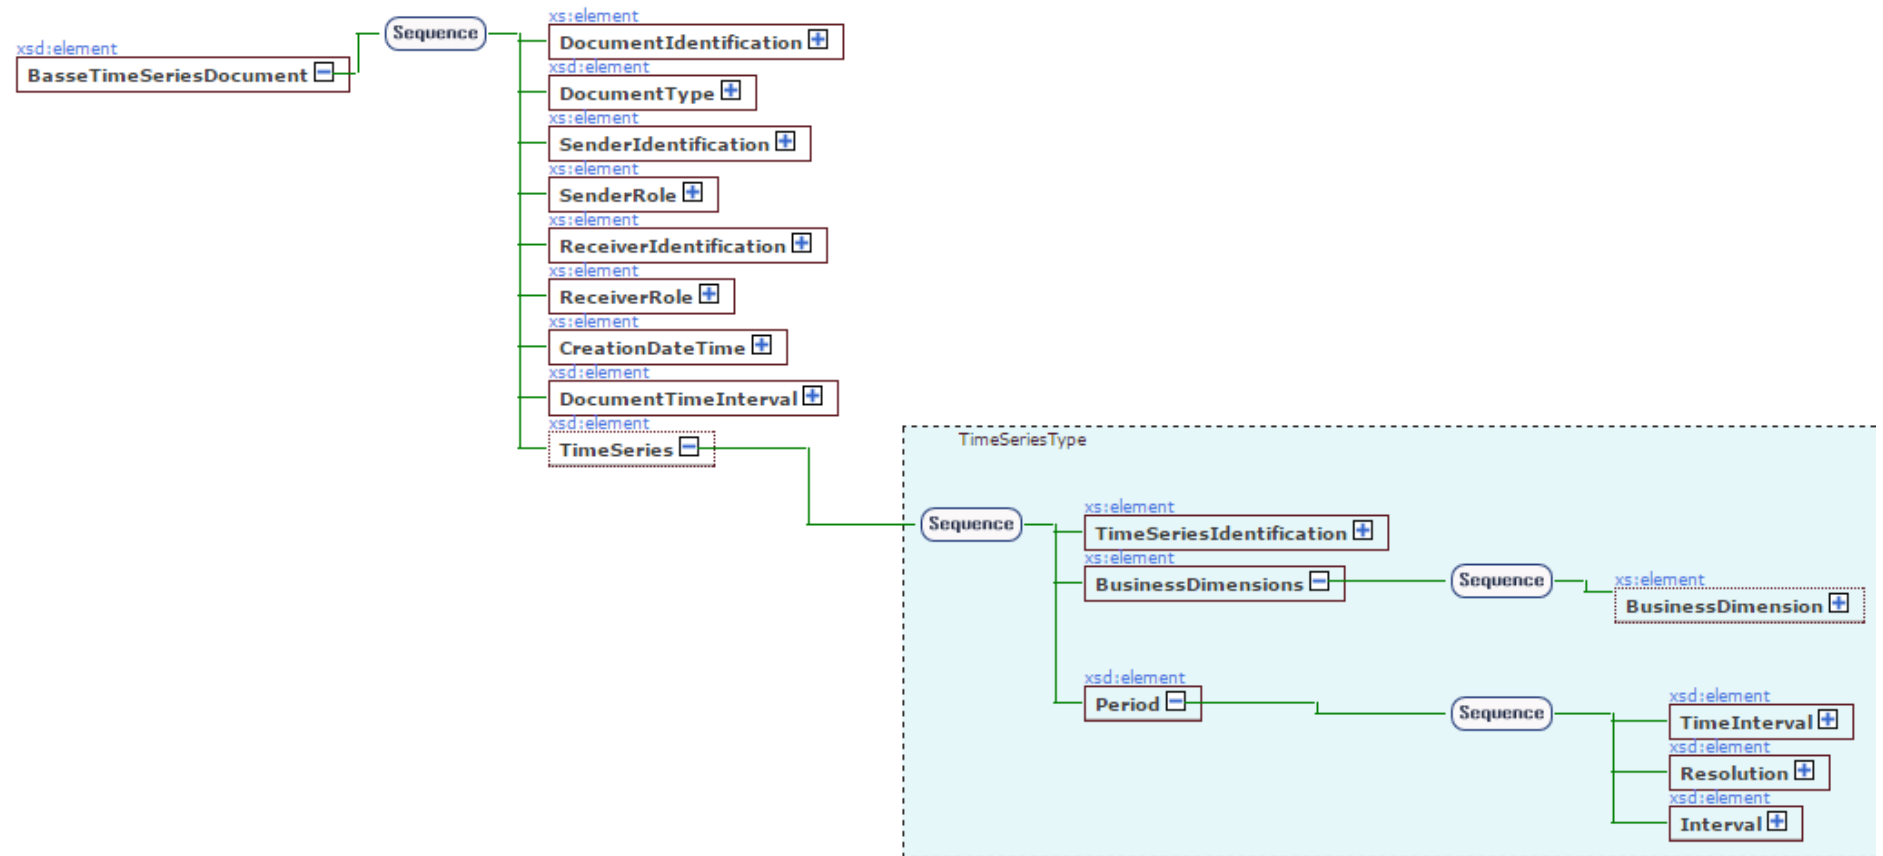 xsd:element
BasseTimeSeriesDocument
Sequence
xs:element
DocumentIdentification
xsd:element
DocumentType
xs:element
SenderIdentification
xs:element
SenderRole
xs:element
ReceiverIdentification
xs:element
ReceiverRole
xs:element
CreationDateTime
xsd:element
DocumentTimeInterval
xsd:element
TimeSeries
TimeSeriesType
Sequence
xs:element
TimeSeriesIdentification
xs:element
BusinessDimensions
Sequence
xs:element
BusinessDimension
xsd:element
Period
Sequence
xsd:element
TimeInterval
xsd:element
Resolution
xsd:element
Interval